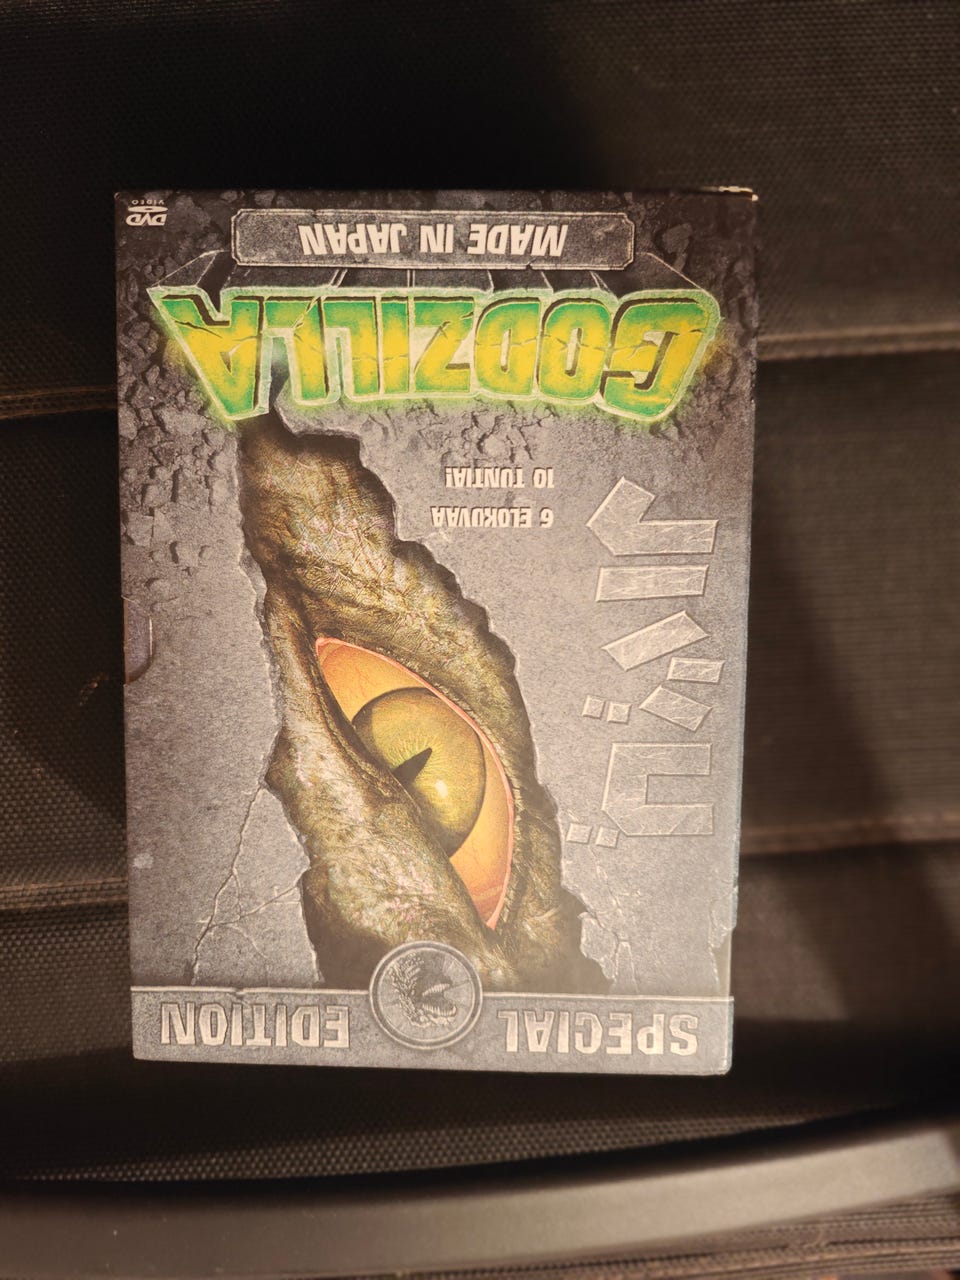 SPECIAL EDITION
ゴジラ
6 ELOKUVAA
10 TUNTIA!
GODZILLA
MADE IN JAPAN
DVD
VIDEO